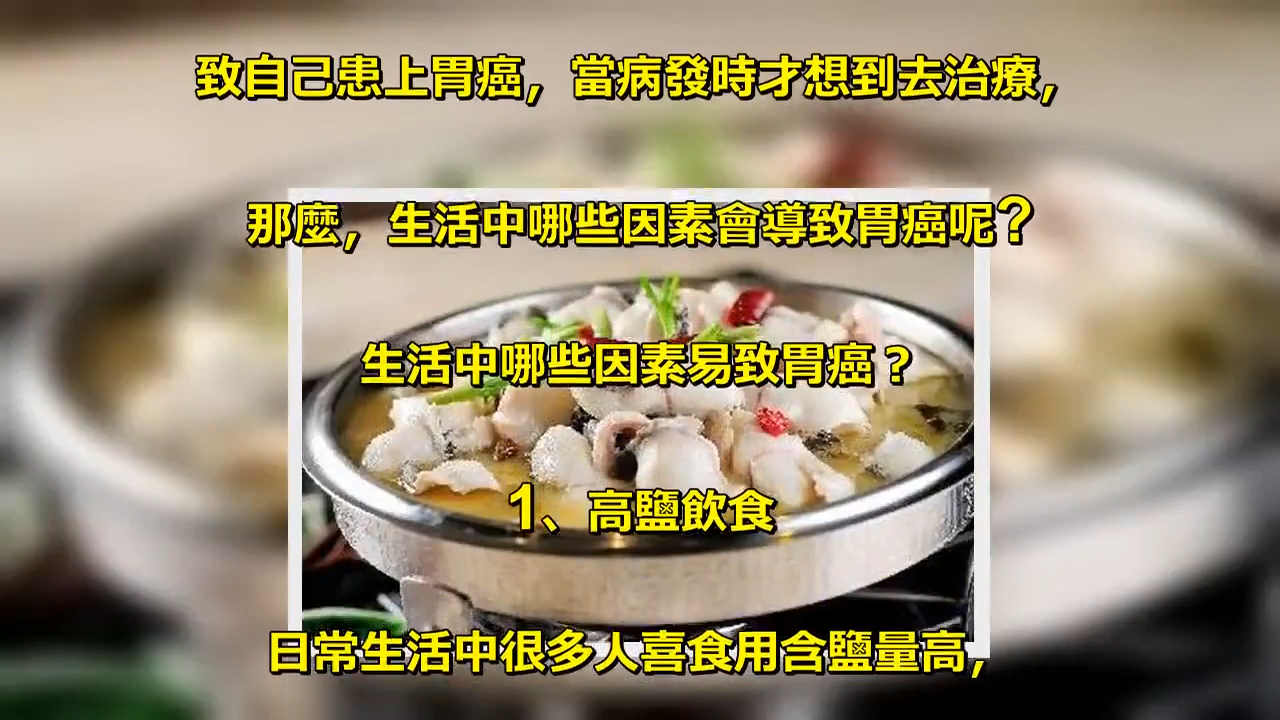 致自己患上胃癌，當病發時才想到去治療，
那麼，生活中哪些因素會導致胃癌呢？
生活中哪些因素易致胃癌？
1、高鹽飲食
日常生活中很多人喜食用含鹽量高，